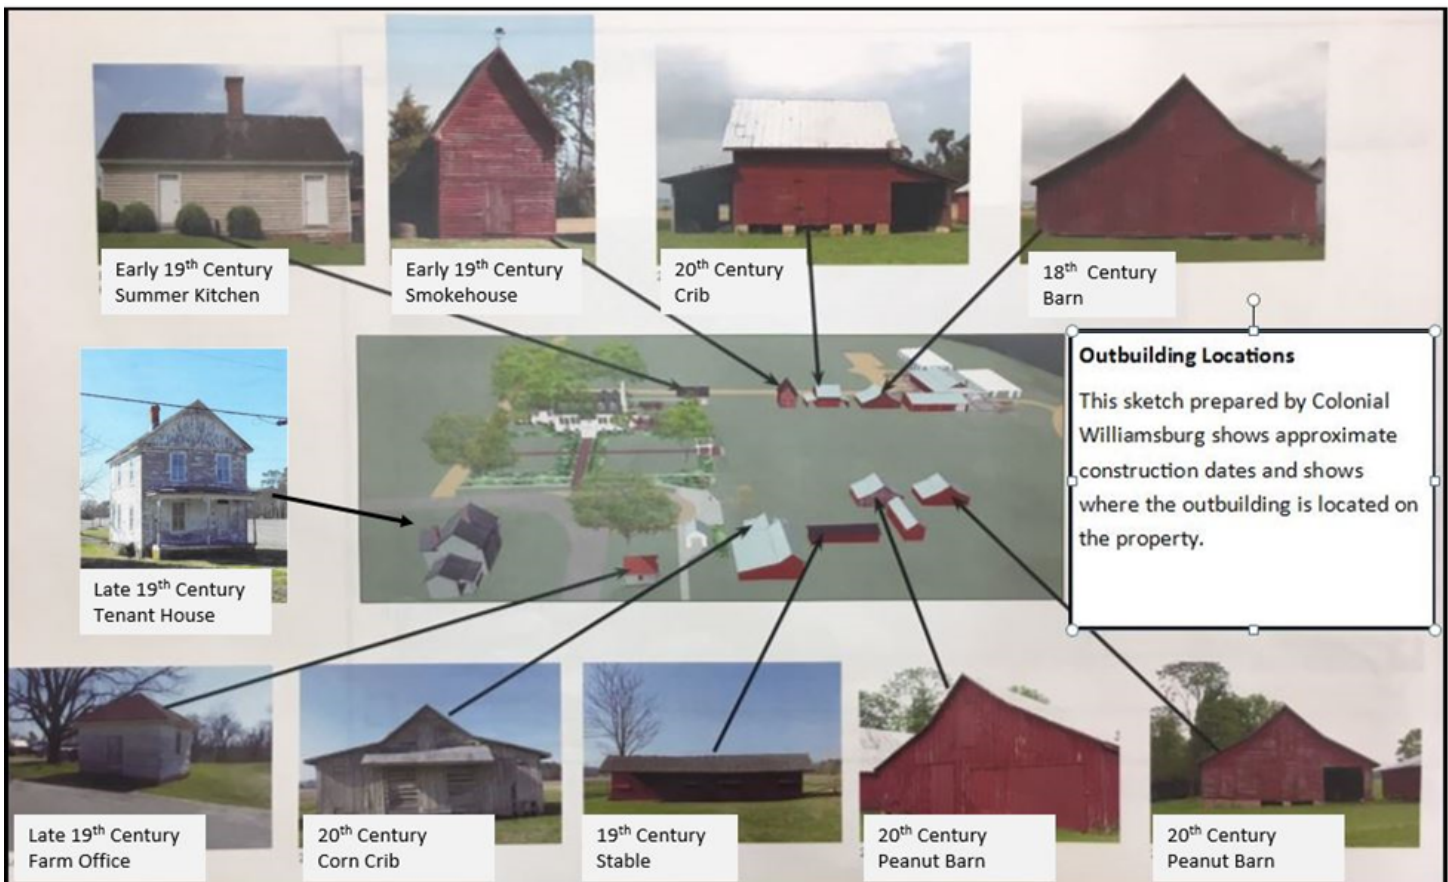 Early 19th Century
Summer Kitchen
Early 19th Century
Smokehouse
20th Century
Crib
18th Century
Barn
Outbuilding Locations
This sketch prepared by Colonial
Williamsburg shows approximate
construction dates and shows
where the outbuilding is located on
the property.
Late 19th Century
Tenant House
Late 19th Century
Farm Office
20th Century
Corn Crib
19th Century
Stable
20th Century
Peanut Barn
20th Century
Peanut Barn